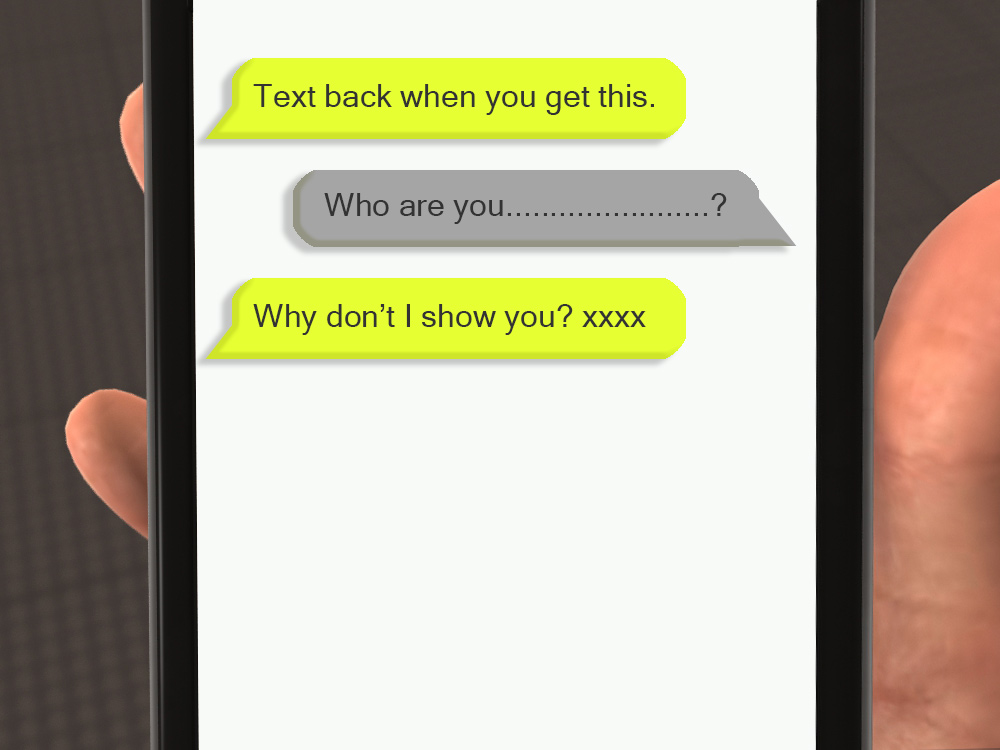 Text back when you get this.
Who are you.......................?
Why don’t I show you? xxxx